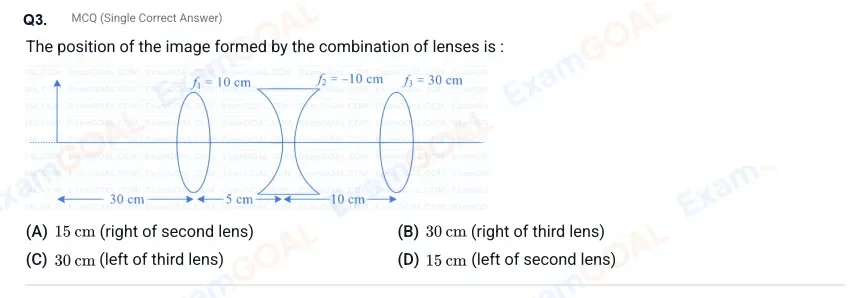 Q3. MCQ (Single Correct Answer)
The position of the image formed by the combination of lenses is :
f₁ = 10 cm f₂ = −10 cm f₃ = 30 cm
30 cm 5 cm 10 cm
(A) 15 cm (right of second lens) (B) 30 cm (right of third lens)
(C) 30 cm (left of third lens) (D) 15 cm (left of second lens)
ExamGOAL